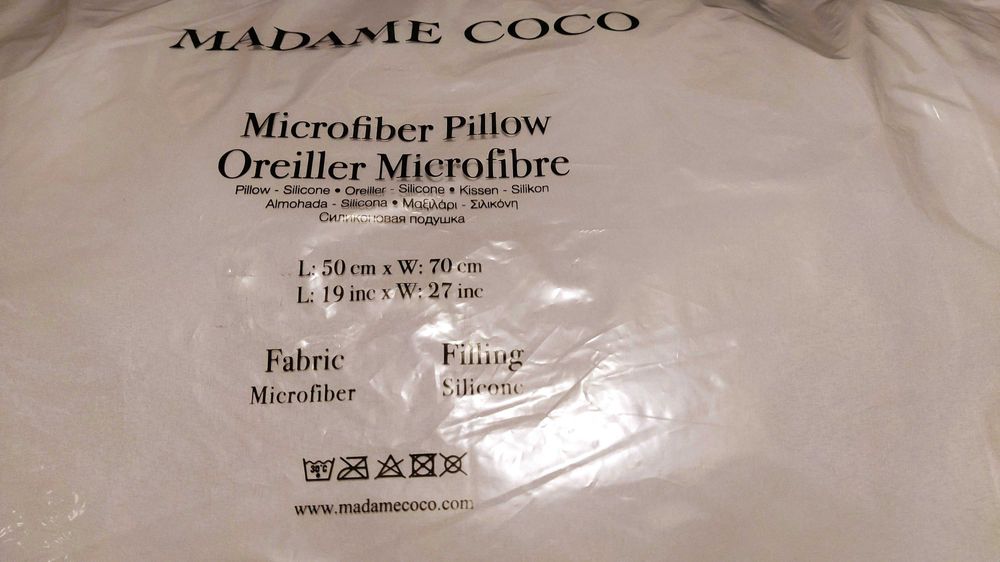 MADAME COCO
Microfiber Pillow
Oreiller Microfibre
Pillow - Silicone • Oreiller - Silicone • Kissen - Silikon
Almohada - Silicona • Μαξιλάρι - Σιλικόνη
Силиконовая подушка
L: 50 cm x W: 70 cm
L: 19 inc x W: 27 inc
Fabric Filling
Microfiber Silicone
30°C
www.madamecoco.com